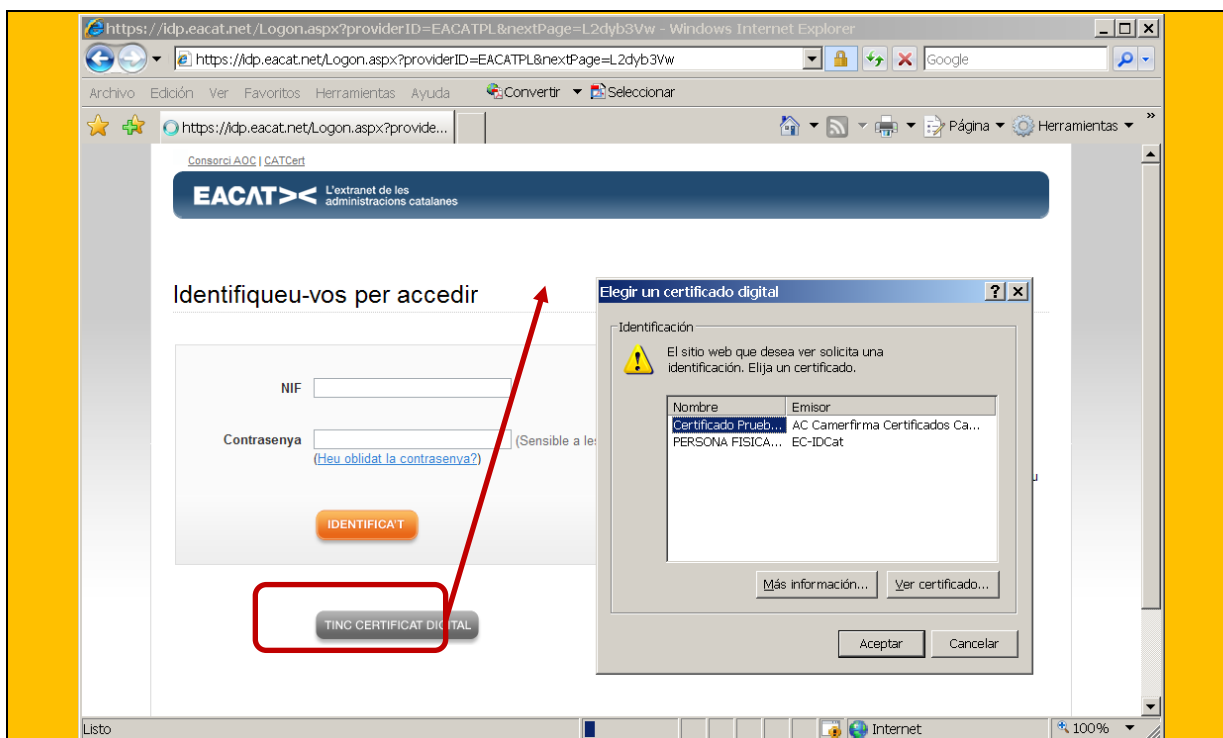 https://idp.eacat.net/Logon.aspx?providerID=EACATPL&nextPage=L2dyb3Vw - Windows Internet Explorer
https://idp.eacat.net/Logon.aspx?providerID=EACATPL&nextPage=L2dyb3Vw
Google
Archivo Edición Ver Favoritos Herramientas Ayuda Convertir Seleccionar
https://idp.eacat.net/Logon.aspx?provide...
Página Herramientas »
Consorci AOC | CATCert
EACAT L'extranet de les
administracions catalanes
Identifiqueu-vos per accedir
NIF
Contrasenya (Sensible a
(Heu oblidat la contrasenya?)
IDENTIFICA'T
TINC CERTIFICAT DIGITAL
Elegir un certificado digital
Identificación
El sitio web que desea ver solicita una
identificación. Elija un certificado.
Nombre Emisor
Certificado Prueb... AC Camerfirma Certificados Ca...
PERSONA FISICA... EC-IDCat
Más información... Ver certificado...
Aceptar Cancelar
Listo Internet 100%